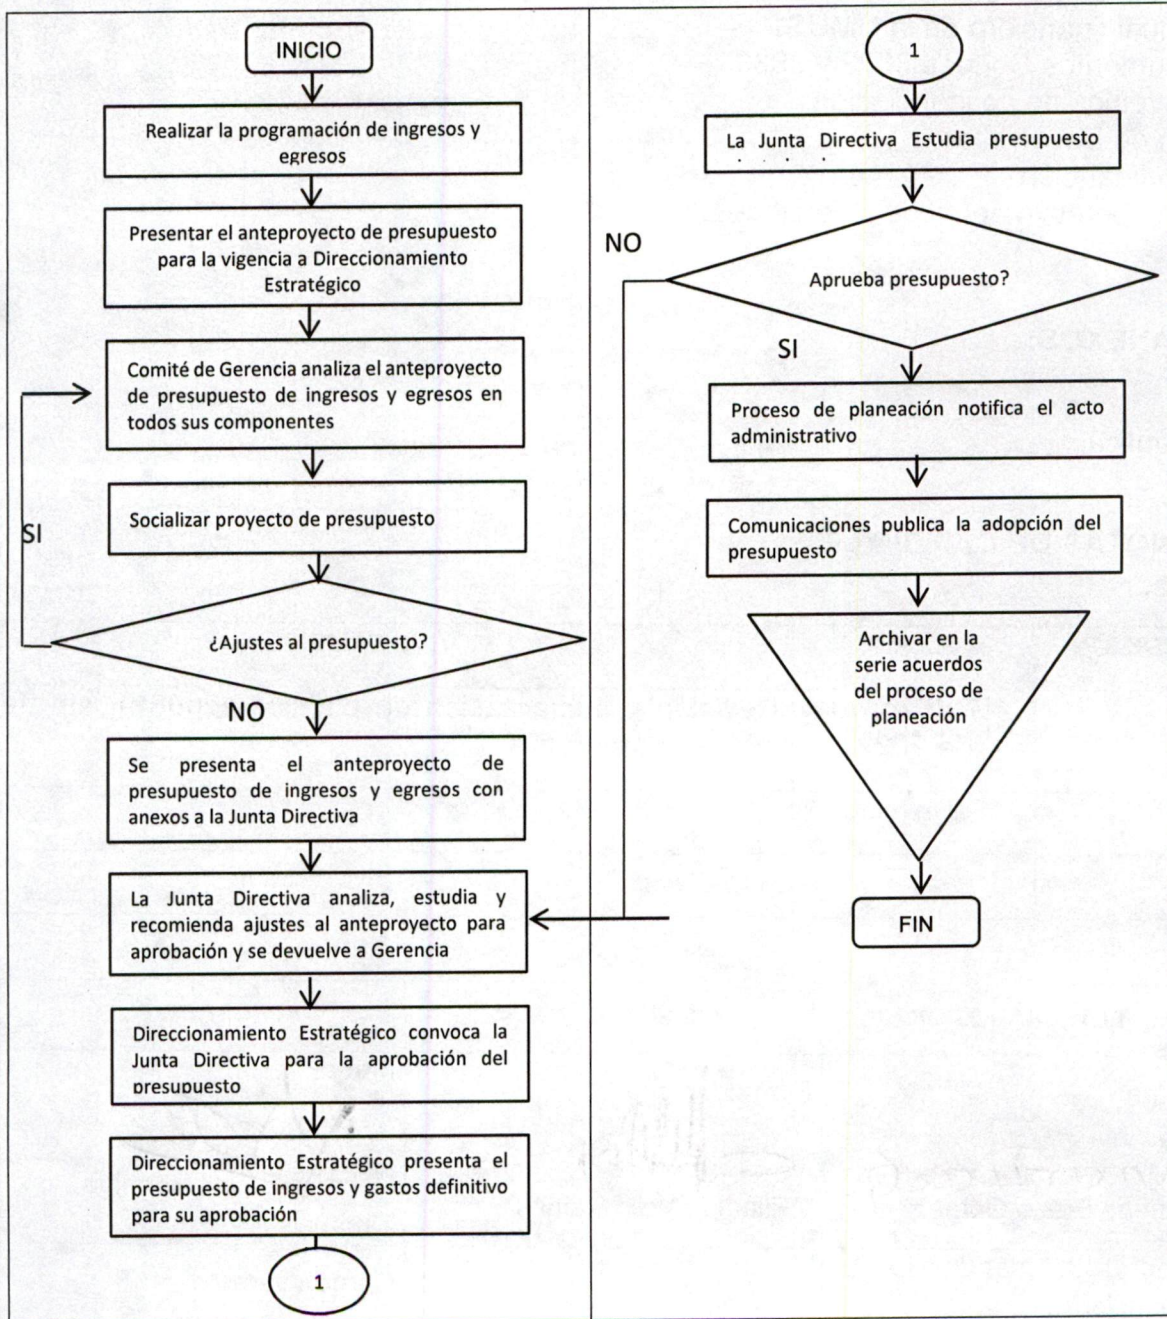 INICIO
Realizar la programación de ingresos y
egresos
Presentar el anteproyecto de presupuesto
para la vigencia a Direccionamiento
Estratégico
Comité de Gerencia analiza el anteproyecto
de presupuesto de ingresos y egresos en
todos sus componentes
Socializar proyecto de presupuesto
SI
¿Ajustes al presupuesto?
NO
Se presenta el anteproyecto de
presupuesto de ingresos y egresos con
anexos a la Junta Directiva
La Junta Directiva analiza, estudia y
recomienda ajustes al anteproyecto para
aprobación y se devuelve a Gerencia
Direccionamiento Estratégico convoca la
Junta Directiva para la aprobación del
presupuesto
Direccionamiento Estratégico presenta el
presupuesto de ingresos y gastos definitivo
para su aprobación
1
1
La Junta Directiva Estudia presupuesto
NO
Aprueba presupuesto?
SI
Proceso de planeación notifica el acto
administrativo
Comunicaciones publica la adopción del
presupuesto
Archivar en la
serie acuerdos
del proceso de
planeación
FIN